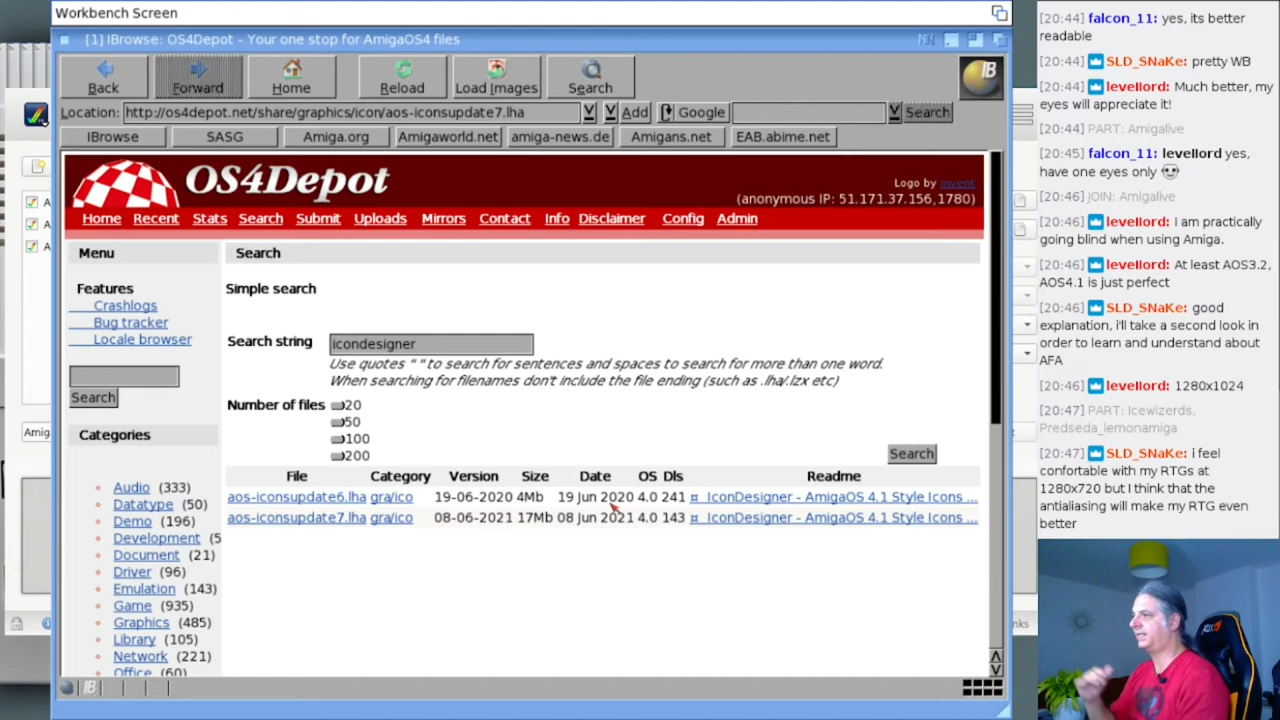 Workbench Screen
[1] IBrowse: OS4Depot - Your one stop for AmigaOS4 files
Back
Forward
Home
Reload
Load Images
Search
Location: http://os4depot.net/share/graphics/icon/aos-iconsupdate7.lha
Add
Google
Search
IBrowse
SASG
Amiga.org
Amigaworld.net
amiga-news.de
Amigans.net
EAB.abime.net
OS4Depot
Logo by invent
(anonymous IP: 51.171.37.156,1780)
Home Recent Stats Search Submit Uploads Mirrors Contact Info Disclaimer Config Admin
Menu
Features
Crashlogs
Bug tracker
Locale browser
Search
Categories
Audio (333)
Datatype (50)
Demo (196)
Development (5
Document (21)
Driver (96)
Emulation (143)
Game (935)
Graphics (485)
Library (105)
Network (221)
Office (60)
Search
Simple search
Search string icondesigner
Use quotes " " to search for sentences and spaces to search for more than one word.
When searching for filenames don't include the file ending (such as .lha/.lzx etc)
Number of files 20
50
100
200
Search
File Category Version Size Date OS Dls Readme
aos-iconsupdate6.lha gra/ico 19-06-2020 4Mb 19 Jun 2020 4.0 241 ¤ IconDesigner - AmigaOS 4.1 Style Icons ...
aos-iconsupdate7.lha gra/ico 08-06-2021 17Mb 08 Jun 2021 4.0 143 ¤ IconDesigner - AmigaOS 4.1 Style Icons ...
[20:44] falcon_11: yes, its better
readable
[20:44] SLD_SNaKe: pretty WB
[20:44] levellord: Much better, my
eyes will appreciate it!
[20:44] PART: Amigalive
[20:45] falcon_11: levellord yes,
have one eyes only
[20:46] JOIN: Amigalive
[20:46] levellord: I am practically
going blind when using Amiga.
[20:46] levellord: At least AOS3.2,
AOS4.1 is just perfect
[20:46] SLD_SNaKe: good
explanation, i'll take a second look in
order to learn and understand about
AFA
[20:46] levellord: 1280x1024
[20:47] PART: Icewizerds,
Predseda_lemonamiga
[20:47] SLD_SNaKe: i feel
confortable with my RTGs at
1280x720 but I think that the
antialiasing will make my RTG even
better